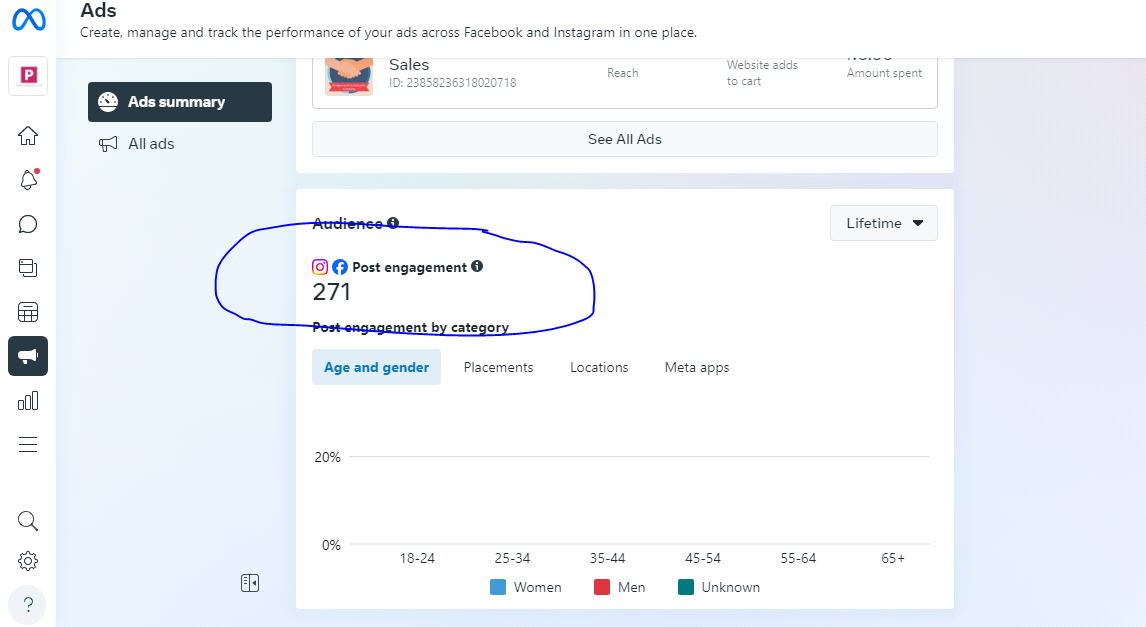 Ads
Create, manage and track the performance of your ads across Facebook and Instagram in one place.
P
Ads summary
All ads
Sales
ID: 23858236318020718
Reach
Website adds
to cart
Amount spent
See All Ads
Audience
Lifetime
Post engagement
271
Post engagement by category
Age and gender Placements Locations Meta apps
20%
0%
18-24 25-34 35-44 45-54 55-64 65+
Women Men Unknown
?